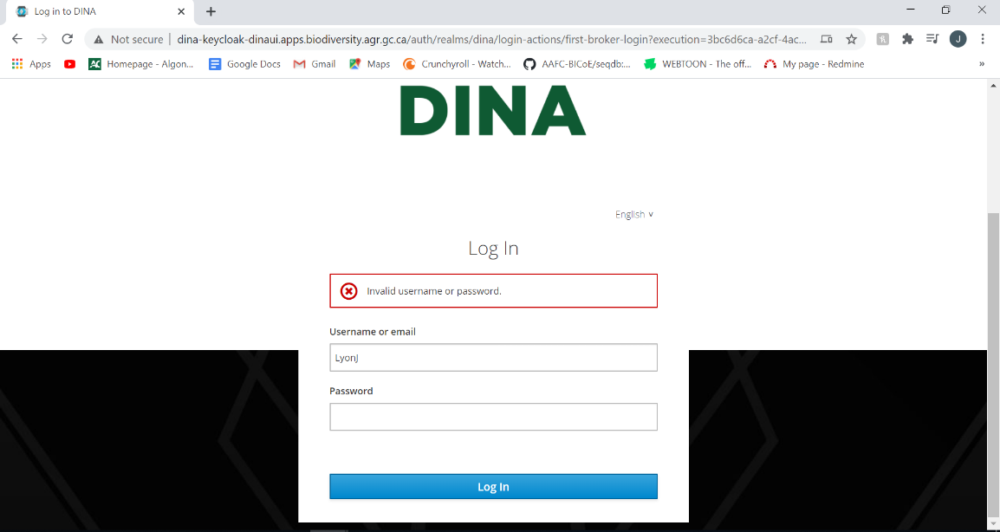 Log in to DINA
Not secure | dina-keycloak-dinaui.apps.biodiversity.agr.gc.ca/auth/realms/dina/login-actions/first-broker-login?execution=3bc6d6ca-a2cf-4ac...
J
Apps Homepage - Algon... Google Docs Gmail Maps Crunchyroll - Watch... AAFC-BICoE/seqdb:... WEBTOON - The off... My page - Redmine »
DINA
English
Log In
Invalid username or password.
Username or email
LyonJ
Password
Log In